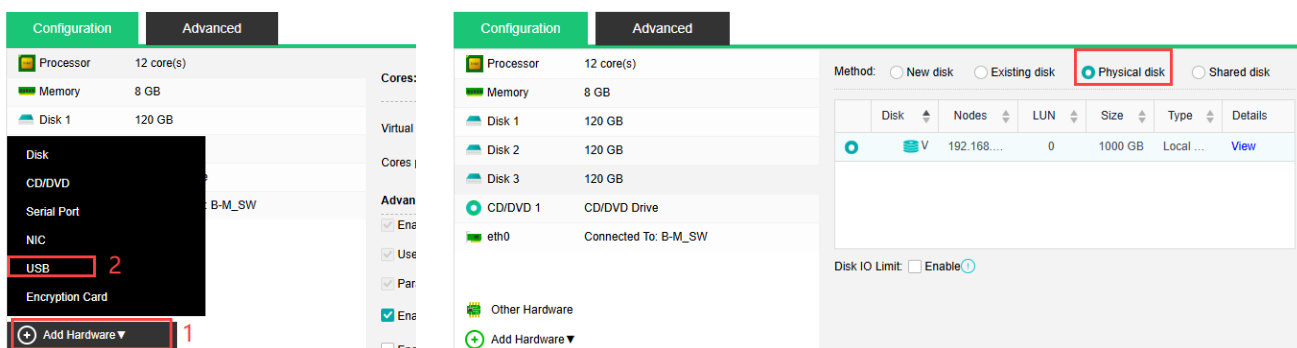 Configuration
Advanced
Processor 12 core(s)
Memory 8 GB
Disk 1 120 GB
Disk
CD/DVD
Serial Port
NIC
USB 2
Encryption Card
Add Hardware▼ 1
B-M_SW
Cores:
Virtual
Cores
Advan
Ena
Use
Par
Ena
Configuration
Advanced
Processor 12 core(s)
Memory 8 GB
Disk 1 120 GB
Disk 2 120 GB
Disk 3 120 GB
CD/DVD 1 CD/DVD Drive
eth0 Connected To: B-M_SW
Other Hardware
Add Hardware▼
Method: New disk Existing disk Physical disk Shared disk
Disk Nodes LUN Size Type Details
V 192.168.... 0 1000 GB Local ... View
Disk IO Limit: Enable